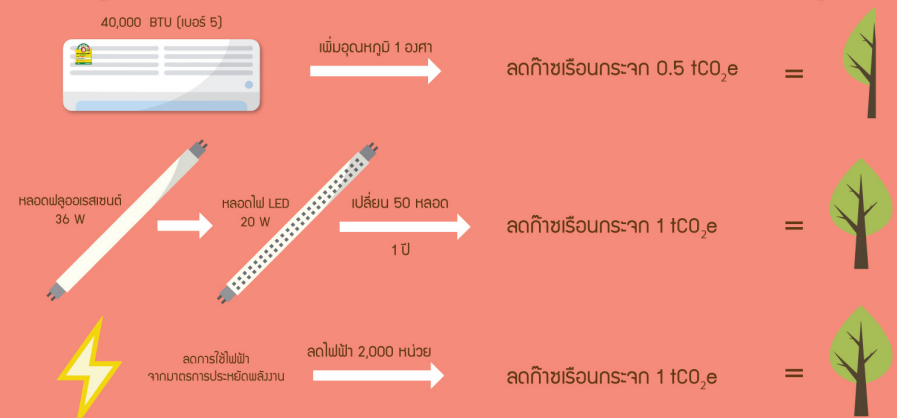 40,000 BTU (เบอร์ 5)
เพิ่มอุณหภูมิ 1 องศา
ลดก๊าซเรือนกระจก 0.5 tCO₂e
=
หลอดฟลูออเรสเซนต์
36 W
หลอดไฟ LED
20 W
เปลี่ยน 50 หลอด
1 ปี
ลดก๊าซเรือนกระจก 1 tCO₂e
=
ลดการใช้ไฟฟ้า
จากมาตรการประหยัดพลังงาน
ลดไฟฟ้า 2,000 หน่วย
ลดก๊าซเรือนกระจก 1 tCO₂e
=